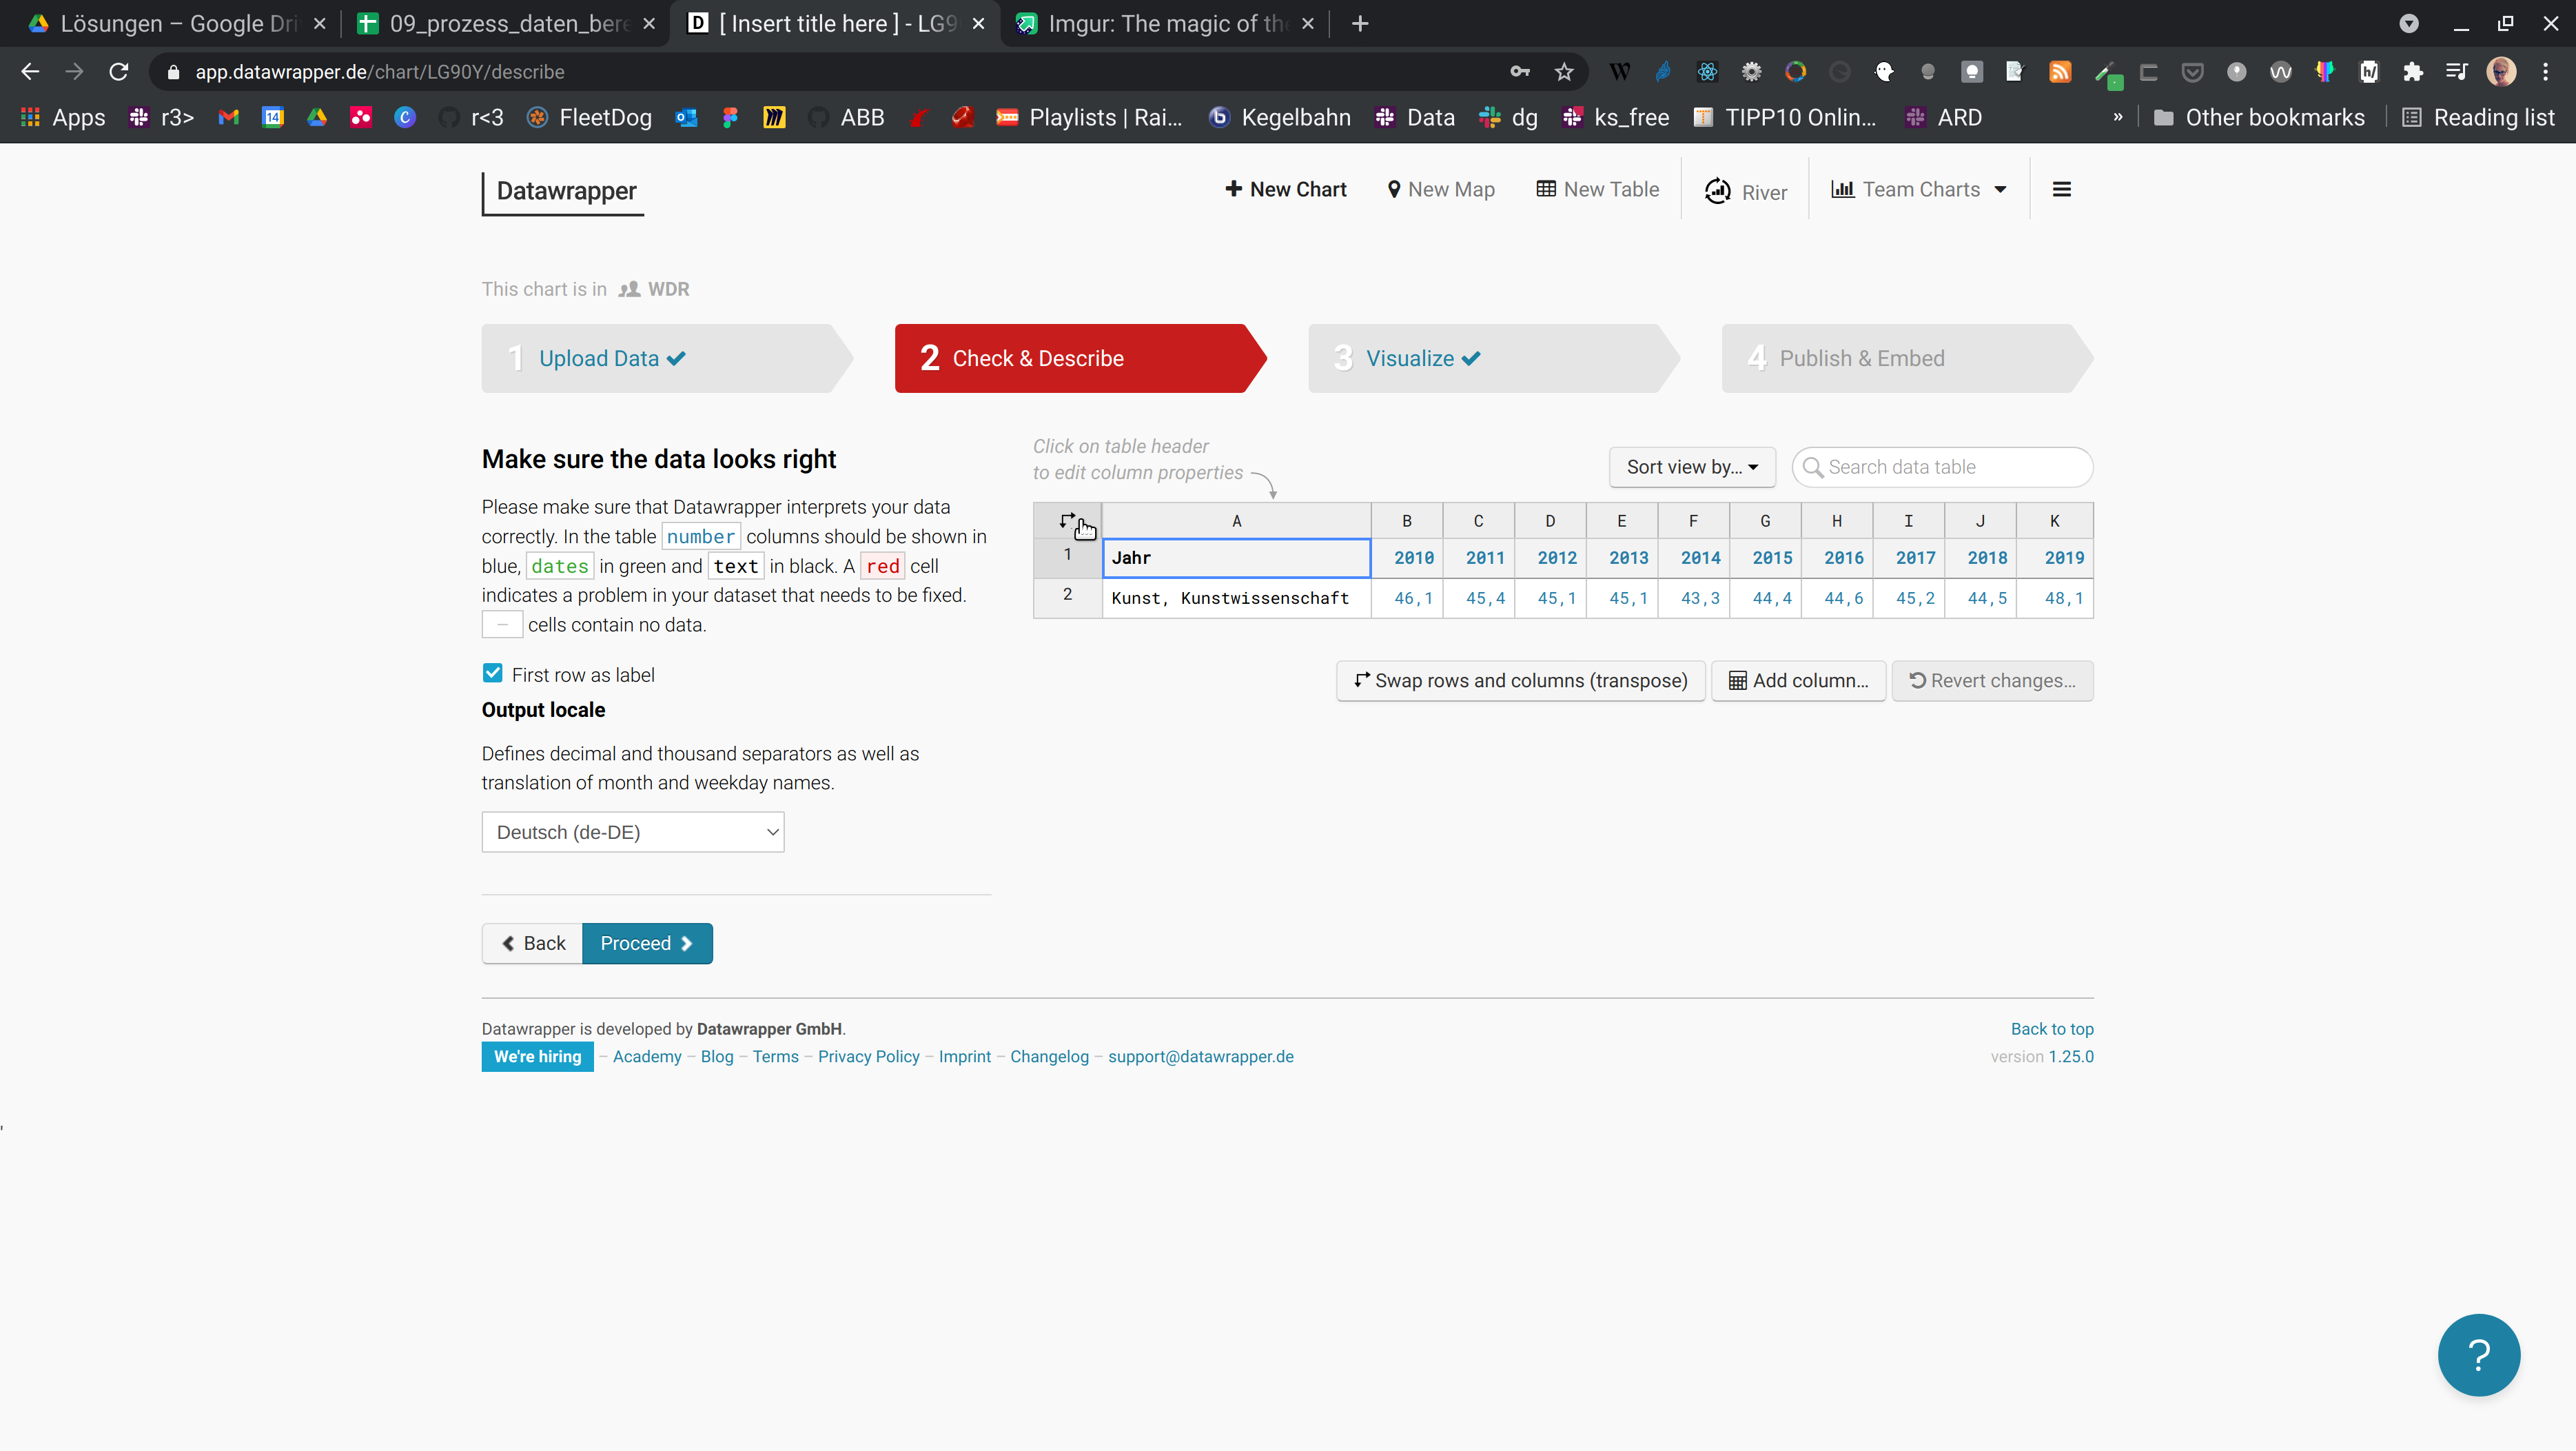 Lösungen – Google Dri
09_prozess_daten_bere
[ Insert title here ] - LG9
Imgur: The magic of the
app.datawrapper.de/chart/LG90Y/describe
Apps
r3>
14
r<3
FleetDog
ABB
Playlists | Rai...
Kegelbahn
Data
dg
ks_free
TIPP10 Onlin...
ARD
»
Other bookmarks
Reading list
Datawrapper
New Chart
New Map
New Table
River
Team Charts
This chart is in WDR
1 Upload Data
2 Check & Describe
3 Visualize
4 Publish & Embed
Make sure the data looks right
Please make sure that Datawrapper interprets your data
correctly. In the table number columns should be shown in
blue, dates in green and text in black. A red cell
indicates a problem in your dataset that needs to be fixed.
– cells contain no data.
First row as label
Output locale
Defines decimal and thousand separators as well as
translation of month and weekday names.
Deutsch (de-DE)
Back
Proceed
Click on table header
to edit column properties
Sort view by...
Search data table
A B C D E F G H I J K
1 Jahr 2010 2011 2012 2013 2014 2015 2016 2017 2018 2019
2 Kunst, Kunstwissenschaft 46,1 45,4 45,1 45,1 43,3 44,4 44,6 45,2 44,5 48,1
Swap rows and columns (transpose)
Add column...
Revert changes...
Datawrapper is developed by Datawrapper GmbH.
Back to top
We're hiring – Academy – Blog – Terms – Privacy Policy – Imprint – Changelog – support@datawrapper.de
version 1.25.0
?